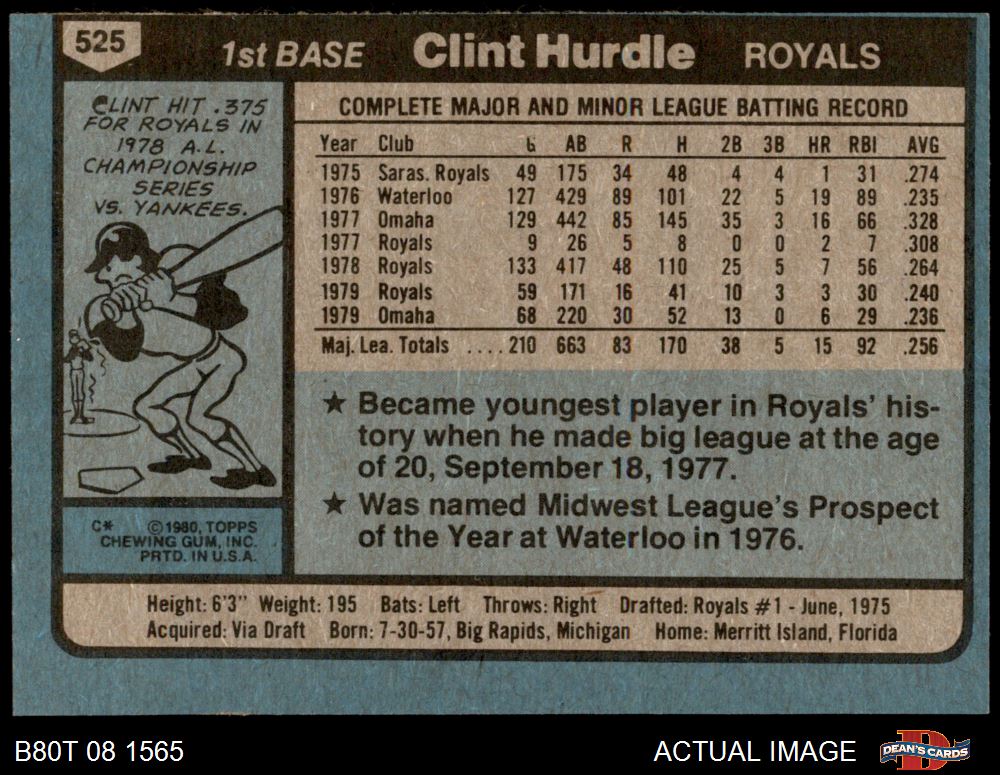 525
1st BASE Clint Hurdle ROYALS
CLINT HIT .375
FOR ROYALS IN
1978 A.L.
CHAMPIONSHIP
SERIES
VS. YANKEES.
COMPLETE MAJOR AND MINOR LEAGUE BATTING RECORD
Year Club G AB R H 2B 3B HR RBI AVG
1975 Saras. Royals 49 175 34 48 4 4 1 31 .274
1976 Waterloo 127 429 89 101 22 5 19 89 .235
1977 Omaha 129 442 85 145 35 3 16 66 .328
1977 Royals 9 26 5 8 0 0 2 7 .308
1978 Royals 133 417 48 110 25 5 7 56 .264
1979 Royals 59 171 16 41 10 3 3 30 .240
1979 Omaha 68 220 30 52 13 0 6 29 .236
Maj. Lea. Totals ....210 663 83 170 38 5 15 92 .256
★ Became youngest player in Royals' his-
tory when he made big league at the age
of 20, September 18, 1977.
★ Was named Midwest League's Prospect
of the Year at Waterloo in 1976.
C* © 1980, TOPPS
CHEWING GUM, INC.
PRTD. IN U.S.A.
Height: 6'3" Weight: 195 Bats: Left Throws: Right Drafted: Royals #1 - June, 1975
Acquired: Via Draft Born: 7-30-57, Big Rapids, Michigan Home: Merritt Island, Florida
B80T 08 1565
ACTUAL IMAGE
D
DEAN'S CARDS